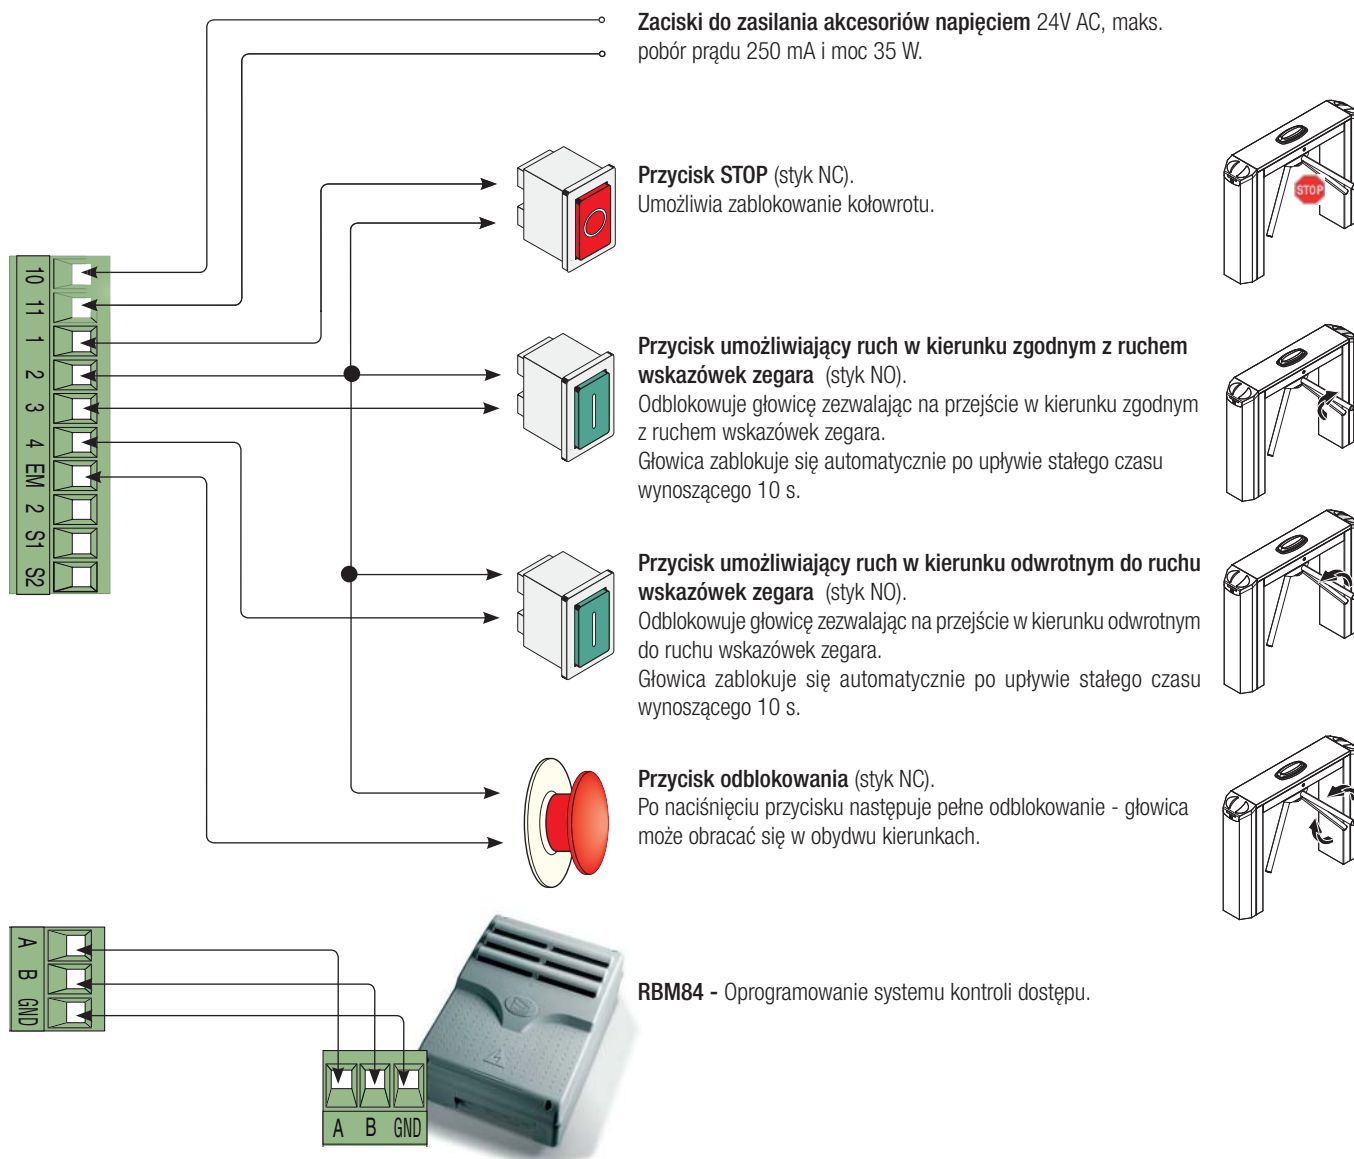 Zaciski do zasilania akcesoriów napięciem 24V AC, maks.
pobór prądu 250 mA i moc 35 W.
Przycisk STOP (styk NC).
Umożliwia zablokowanie kołowrotu.
STOP
10
11
1
2
3
4
EM
2
S1
S2
Przycisk umożliwiający ruch w kierunku zgodnym z ruchem
wskazówek zegara (styk NO).
Odblokowuje głowicę zezwalając na przejście w kierunku zgodnym
z ruchem wskazówek zegara.
Głowica zablokuje się automatycznie po upływie stałego czasu
wynoszącego 10 s.
Przycisk umożliwiający ruch w kierunku odwrotnym do ruchu
wskazówek zegara (styk NO).
Odblokowuje głowicę zezwalając na przejście w kierunku odwrotnym
do ruchu wskazówek zegara.
Głowica zablokuje się automatycznie po upływie stałego czasu
wynoszącego 10 s.
Przycisk odblokowania (styk NC).
Po naciśnięciu przycisku następuje pełne odblokowanie - głowica
może obracać się w obydwu kierunkach.
A
B
GND
RBM84 - Oprogramowanie systemu kontroli dostępu.
A B GND